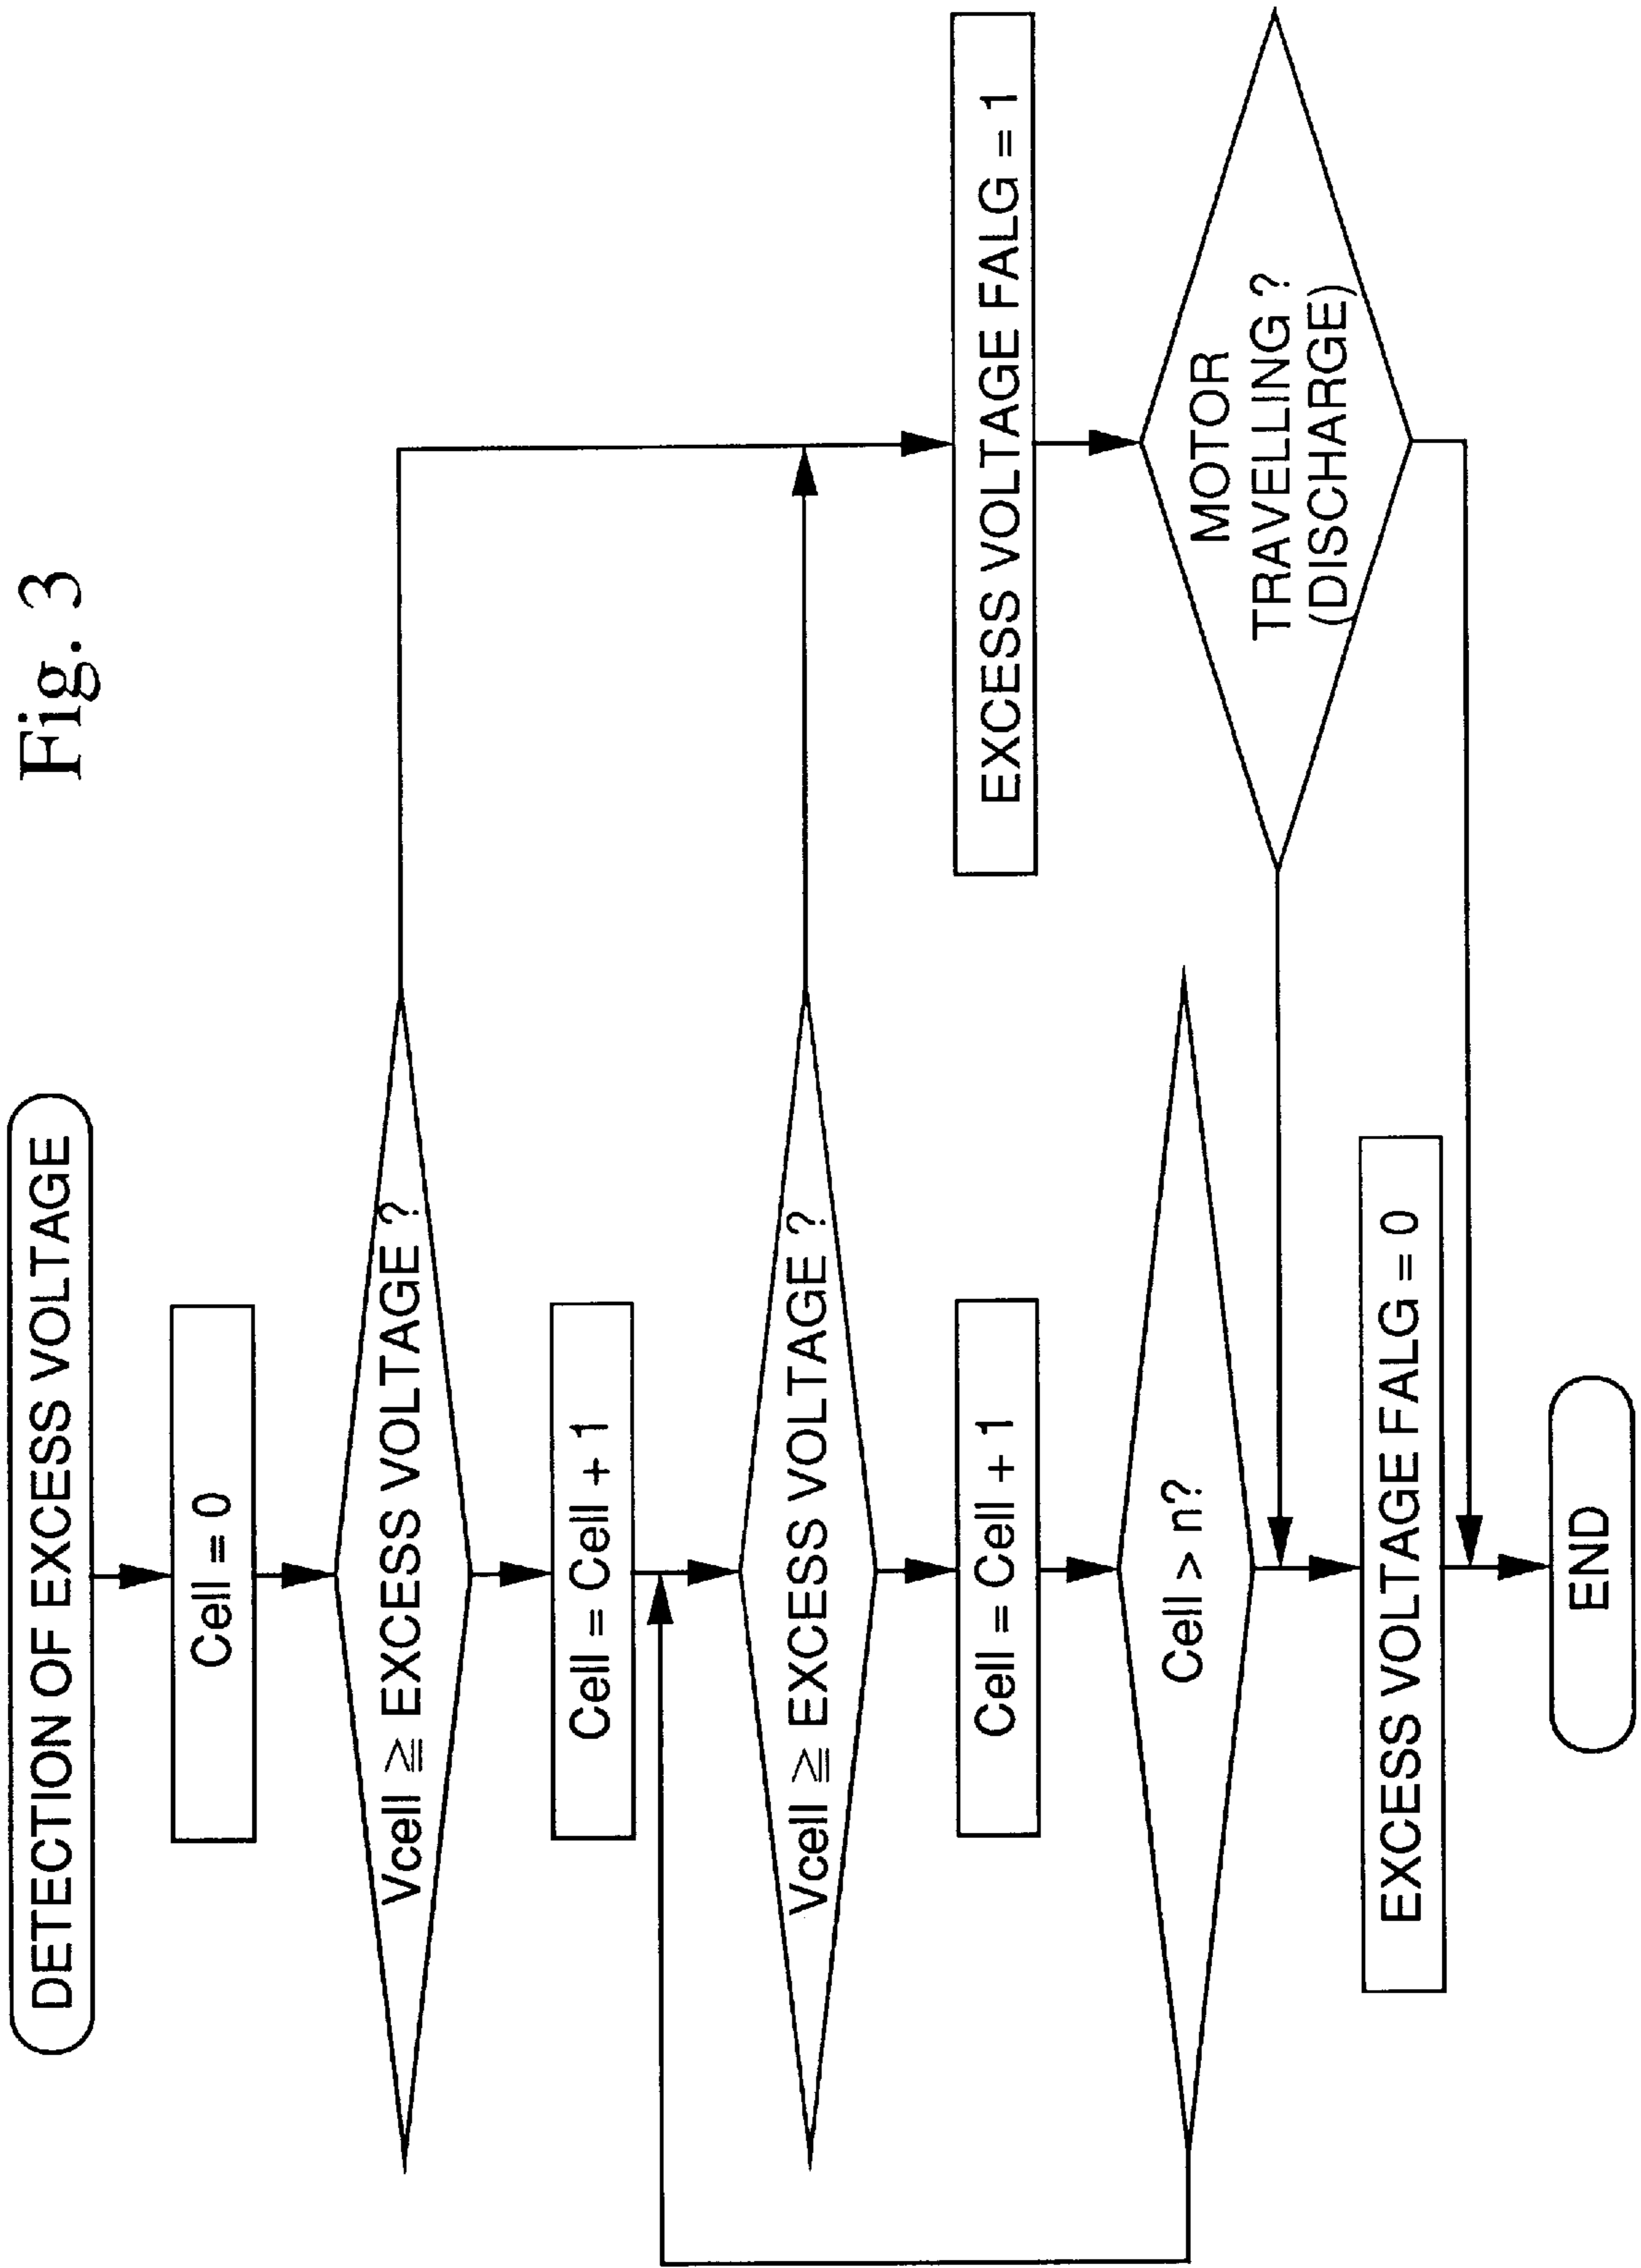 Fig. 3
DETECTION OF EXCESS VOLTAGE
Cell = 0
Vcell ≧ EXCESS VOLTAGE ?
Cell = Cell + 1
Vcell ≧ EXCESS VOLTAGE ?
Cell = Cell + 1
Cell > n?
EXCESS VOLTAGE FALG = 1
MOTOR
TRAVELLING ?
(DISCHARGE)
EXCESS VOLTAGE FALG = 0
END